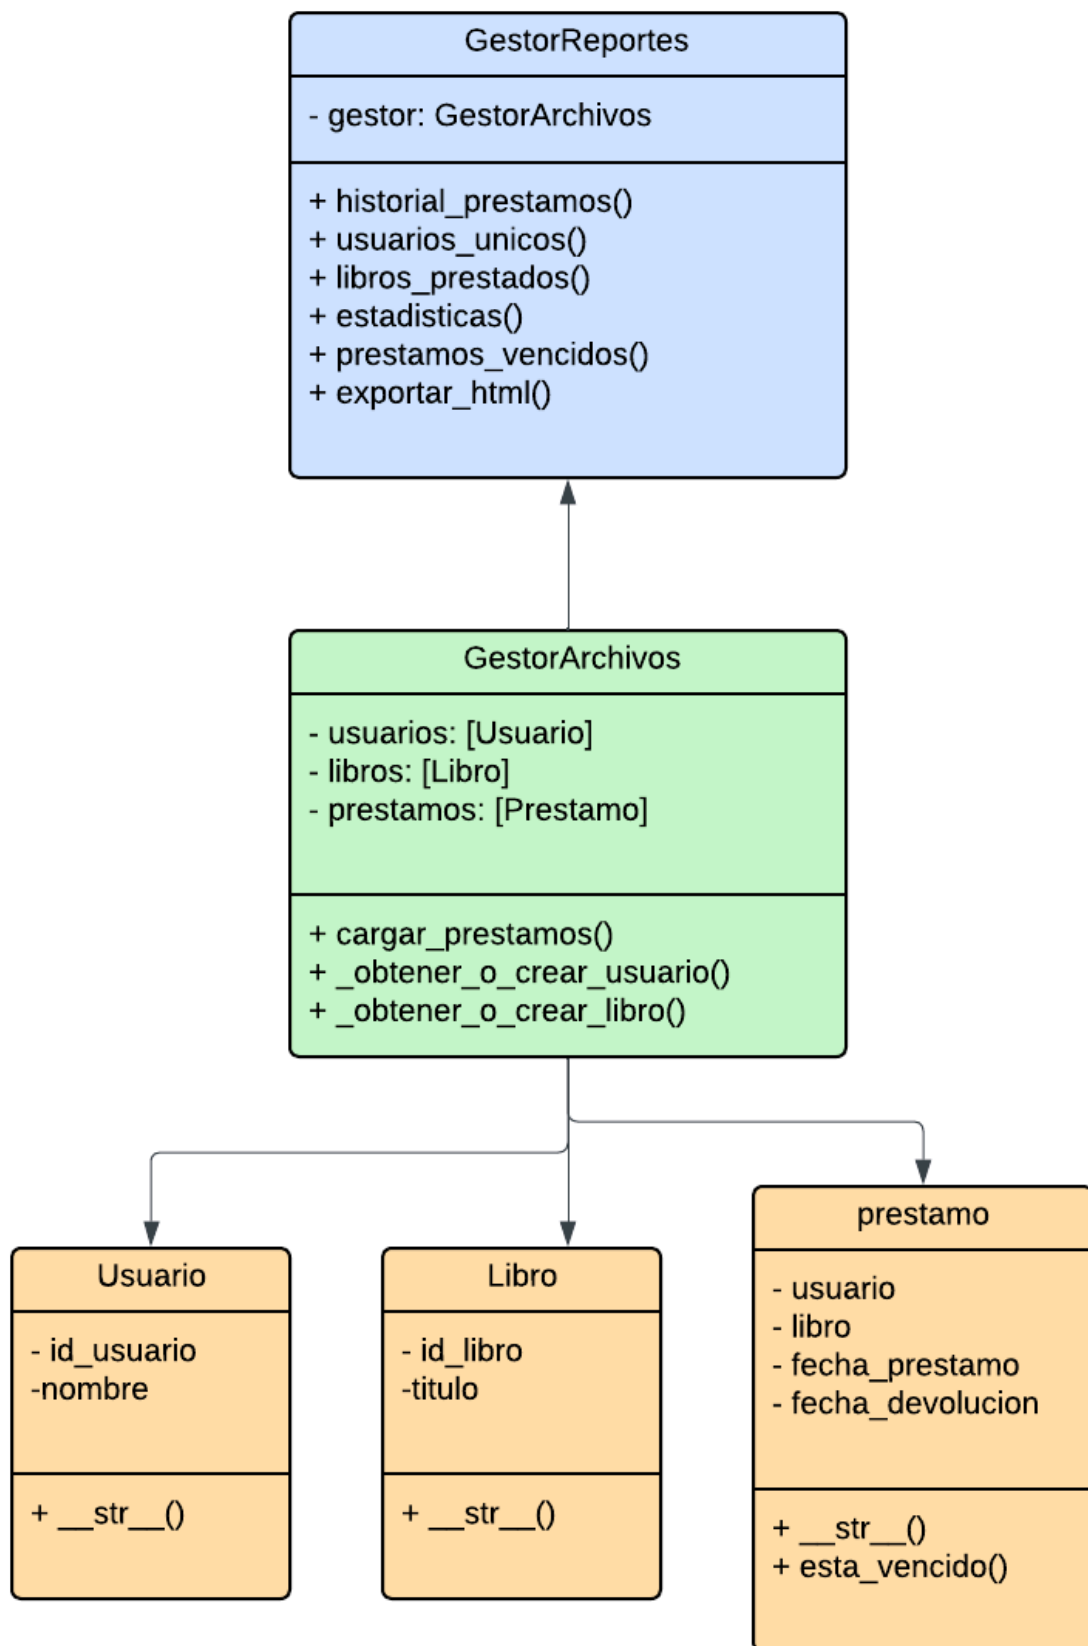 GestorReportes
- gestor: GestorArchivos
+ historial_prestamos()
+ usuarios_unicos()
+ libros_prestados()
+ estadisticas()
+ prestamos_vencidos()
+ exportar_html()
GestorArchivos
- usuarios: [Usuario]
- libros: [Libro]
- prestamos: [Prestamo]
+ cargar_prestamos()
+ _obtener_o_crear_usuario()
+ _obtener_o_crear_libro()
Usuario
- id_usuario
-nombre
+ __str__()
Libro
- id_libro
-titulo
+ __str__()
prestamo
- usuario
- libro
- fecha_prestamo
- fecha_devolucion
+ __str__()
+ esta_vencido()